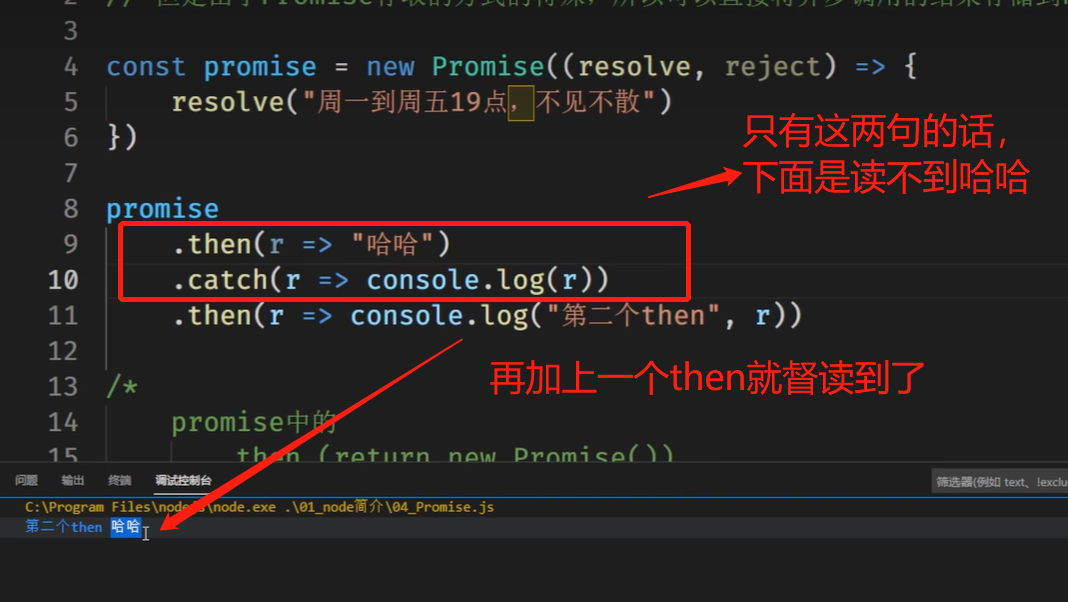 3
4 const promise = new Promise((resolve, reject) => {
5 resolve("周一到周五19点，不见不散")
6 })
只有这两句的话，
7
下面是读不到哈哈
8 promise
9 .then(r => "哈哈")
10 .catch(r => console.log(r))
11 .then(r => console.log("第二个then", r))
12
再加上一个then就督读到了
13 /*
14 promise中的
15 then (return new Promise())
问题 输出 终端 调试控制台 筛选器(例如 text、!exclu
C:\Program Files\nodejs\node.exe .\01_node简介\04_Promise.js
第二个then 哈哈